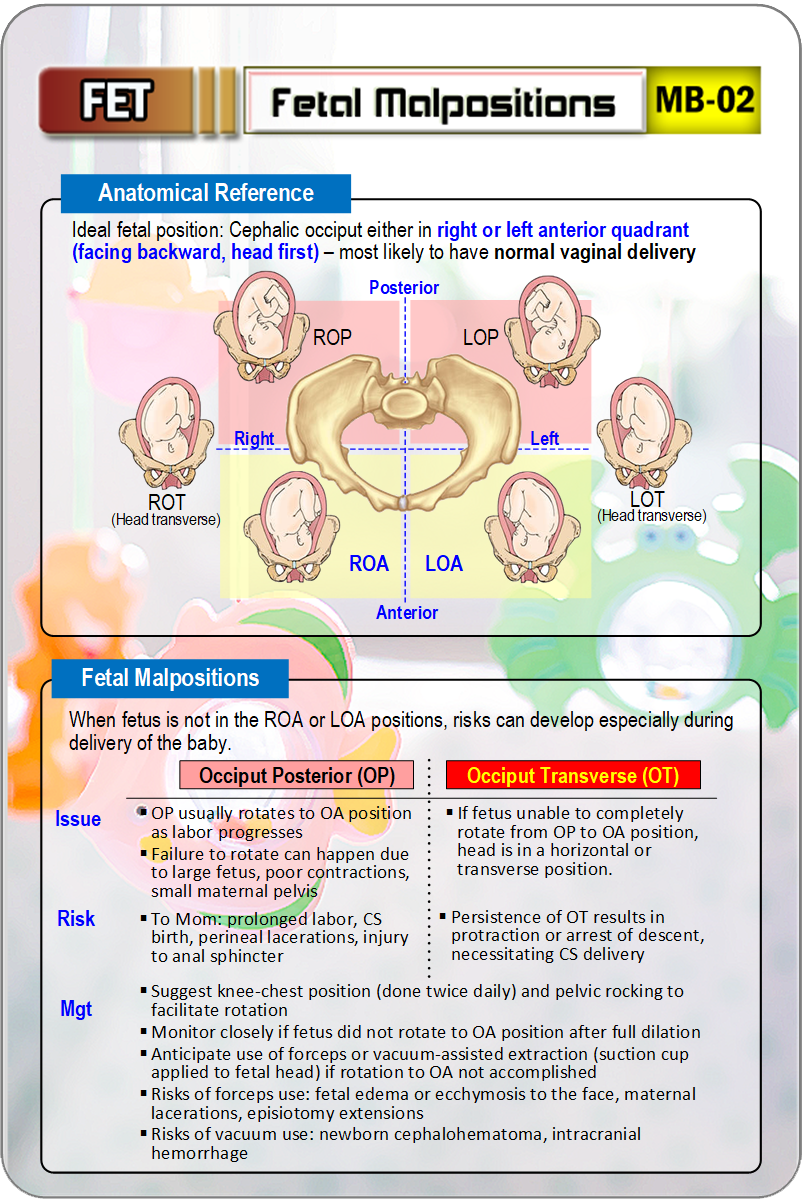 FET
Fetal Malpositions
MB-02
Anatomical Reference
Ideal fetal position: Cephalic occiput either in right or left anterior quadrant
(facing backward, head first) – most likely to have normal vaginal delivery
Posterior
ROP
LOP
Right
Left
ROT
(Head transverse)
LOT
(Head transverse)
ROA
LOA
Anterior
Fetal Malpositions
When fetus is not in the ROA or LOA positions, risks can develop especially during
delivery of the baby.
Occiput Posterior (OP)
Occiput Transverse (OT)
Issue
▪ OP usually rotates to OA position
as labor progresses
▪ Failure to rotate can happen due
to large fetus, poor contractions,
small maternal pelvis
▪ If fetus unable to completely
rotate from OP to OA position,
head is in a horizontal or
transverse position.
Risk
▪ To Mom: prolonged labor, CS
birth, perineal lacerations, injury
to anal sphincter
▪ Persistence of OT results in
protraction or arrest of descent,
necessitating CS delivery
Mgt
▪ Suggest knee-chest position (done twice daily) and pelvic rocking to
facilitate rotation
▪ Monitor closely if fetus did not rotate to OA position after full dilation
▪ Anticipate use of forceps or vacuum-assisted extraction (suction cup
applied to fetal head) if rotation to OA not accomplished
▪ Risks of forceps use: fetal edema or ecchymosis to the face, maternal
lacerations, episiotomy extensions
▪ Risks of vacuum use: newborn cephalohematoma, intracranial
hemorrhage